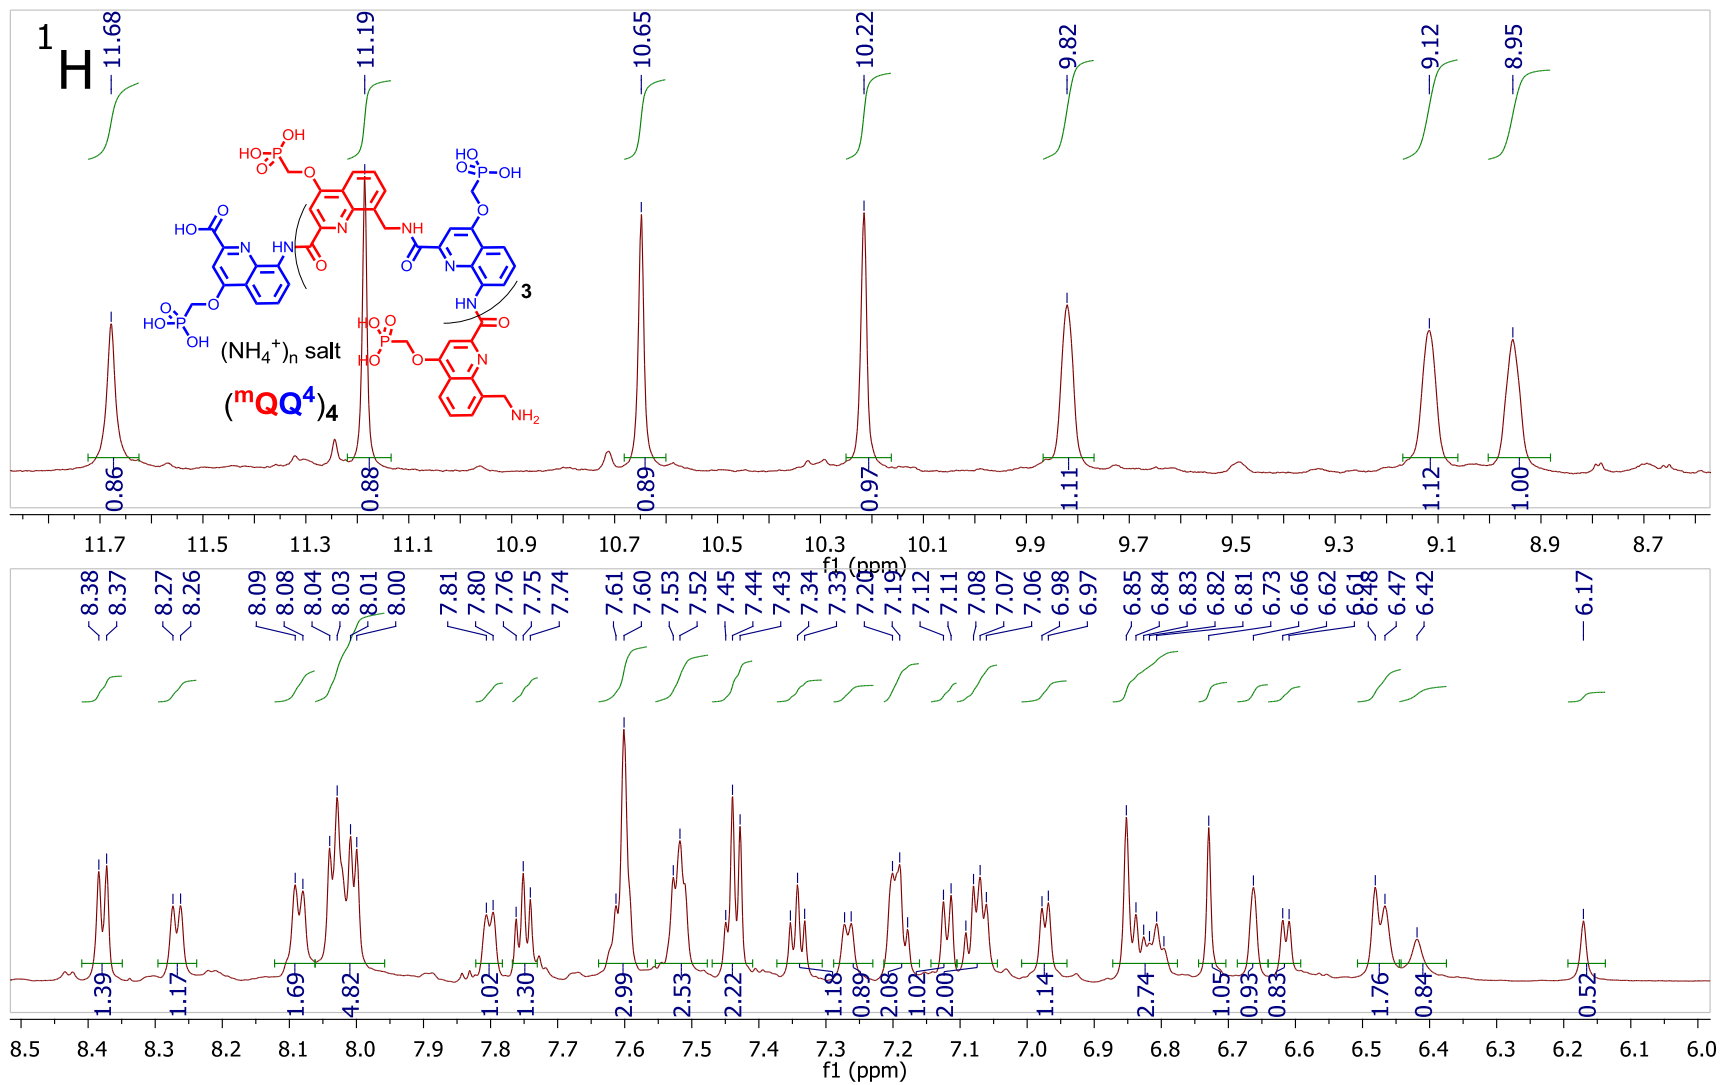 1H
11.68 11.19 10.65 10.22 9.82 9.12 8.95
OH
HO P
O
O
HO
O P OH
O
O
HO
N
NH
HN
O
N
O
O
N
HN
3
O
O
HO P
OH
HO O
P
HO
O
N
(NH4+)n salt
(mQQ4)4
NH2
0.86 0.88 0.89 0.97 1.11 1.12 1.00
11.7 11.5 11.3 11.1 10.9 10.7 10.5 10.3 10.1 9.9 9.7 9.5 9.3 9.1 8.9 8.7
f1 (ppm)
8.38 8.37 8.27 8.26 8.09 8.08 8.04 8.03 8.01 8.00 7.81 7.80 7.76 7.75 7.74 7.61 7.60 7.53 7.52 7.45 7.44 7.43 7.34 7.33 7.20 7.19 7.12 7.11 7.08 7.07 7.06 6.98 6.97 6.85 6.84 6.83 6.82 6.81 6.73 6.66 6.62 6.61 6.48 6.47 6.42 6.17
1.39 1.17 1.69 4.82 1.02 1.30 2.99 2.53 2.22 1.18 0.89 2.08 1.02 2.00 1.14 2.74 1.05 0.93 0.83 1.76 0.84 0.52
8.5 8.4 8.3 8.2 8.1 8.0 7.9 7.8 7.7 7.6 7.5 7.4 7.3 7.2 7.1 7.0 6.9 6.8 6.7 6.6 6.5 6.4 6.3 6.2 6.1 6.0
f1 (ppm)